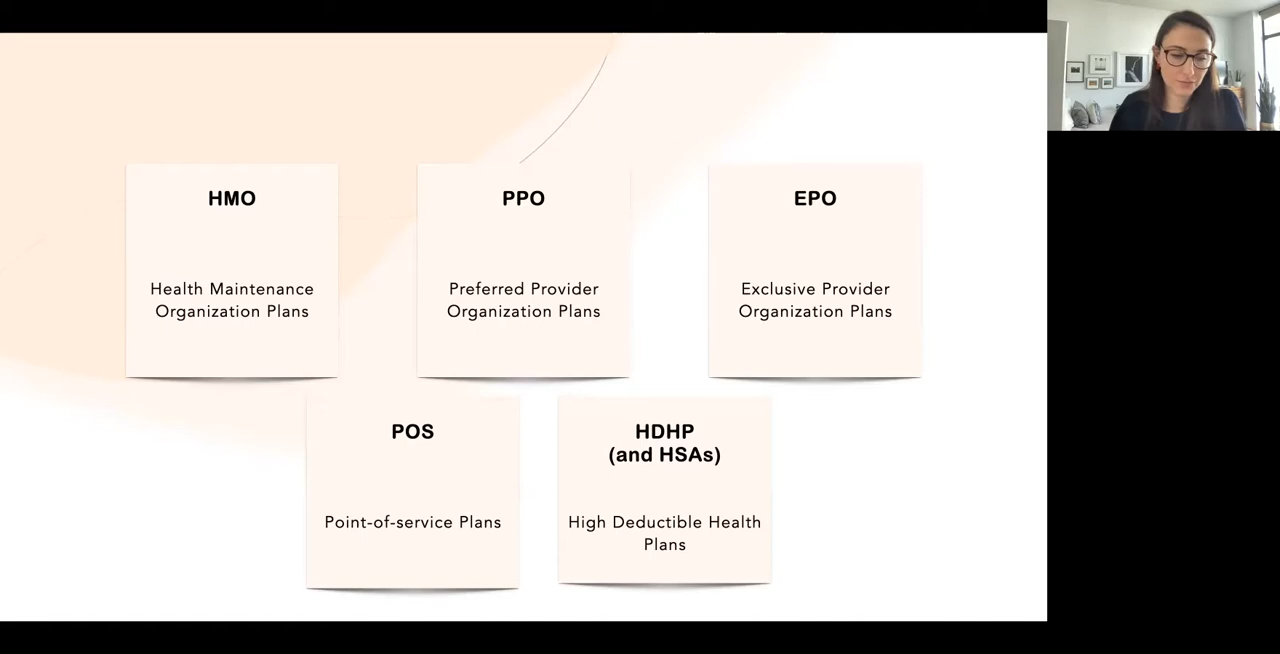 HMO
Health Maintenance
Organization Plans
PPO
Preferred Provider
Organization Plans
EPO
Exclusive Provider
Organization Plans
POS
Point-of-service Plans
HDHP
(and HSAs)
High Deductible Health
Plans